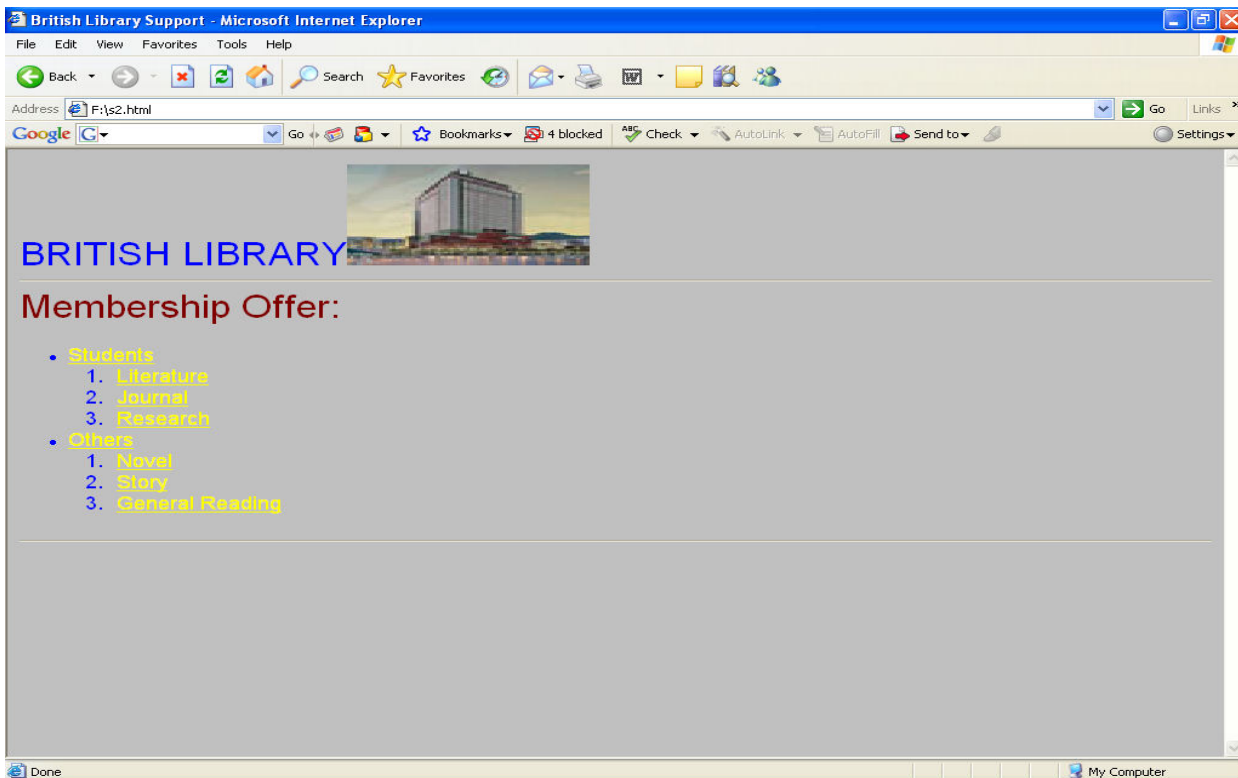 British Library Support - Microsoft Internet Explorer
File Edit View Favorites Tools Help
Back Search Favorites W
Address F:\s2.html Go Links »
Google G Go Bookmarks 4 blocked ABC Check AutoLink AutoFill Send to Settings
BRITISH LIBRARY
Membership Offer:
• Students
1. Literature
2. Journal
3. Research
• Others
1. Novel
2. Story
3. General Reading
Done My Computer